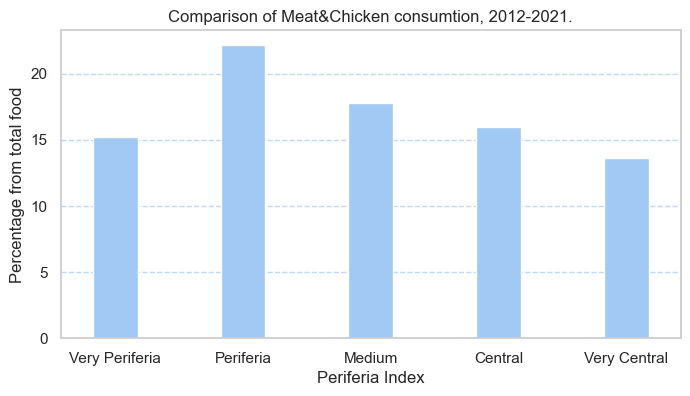 Comparison of Meat&Chicken consumtion, 2012-2021.
Percentage from total food
20
15
10
5
0
Very Periferia
Periferia
Medium
Central
Very Central
Periferia Index